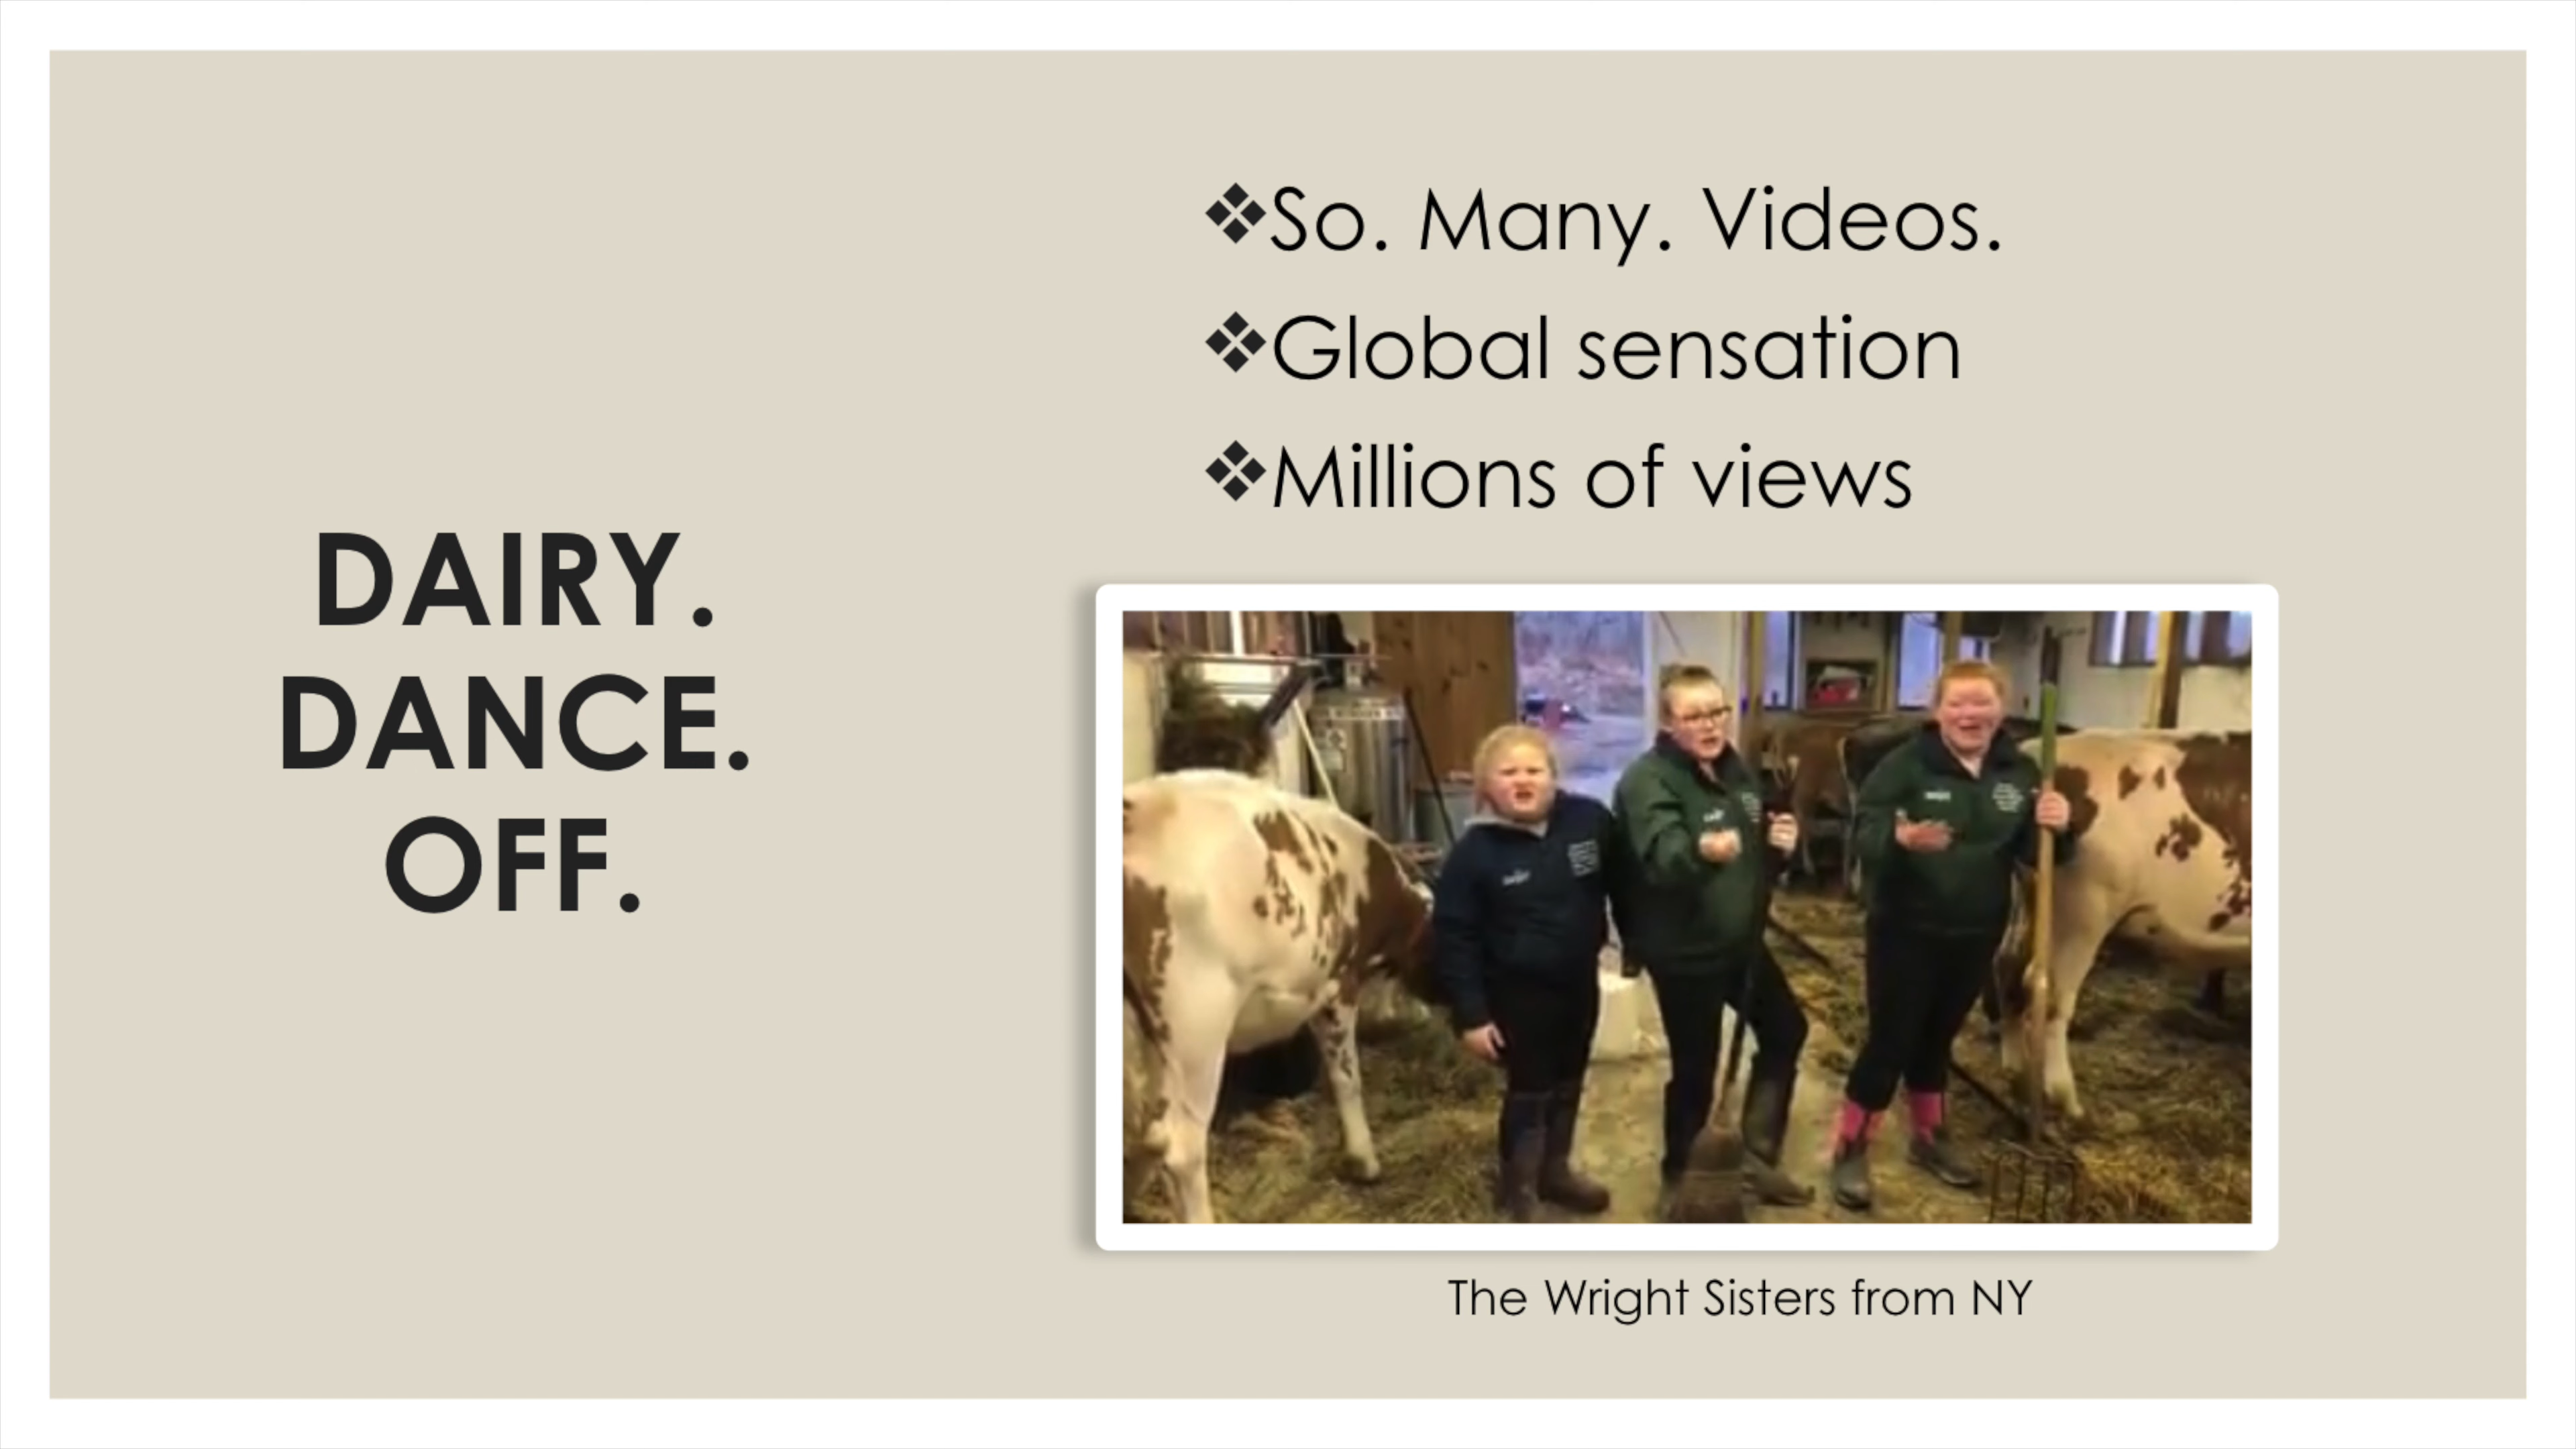 DAIRY.
DANCE.
OFF.
❖So. Many. Videos.
❖Global sensation
❖Millions of views
The Wright Sisters from NY